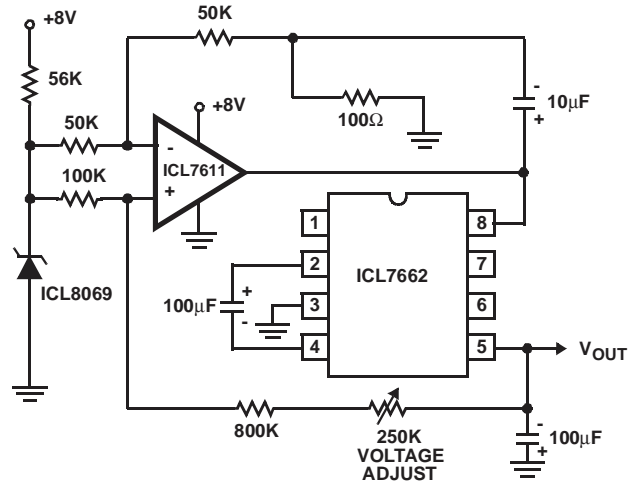 +8V
50K
56K
+8V
50K
-
ICL7611
+
100K
100Ω
-
10µF
+
ICL8069
1
2
3
4
ICL7662
8
7
6
5
100µF
+
-
VOUT
800K
250K
VOLTAGE
ADJUST
-
100µF
+